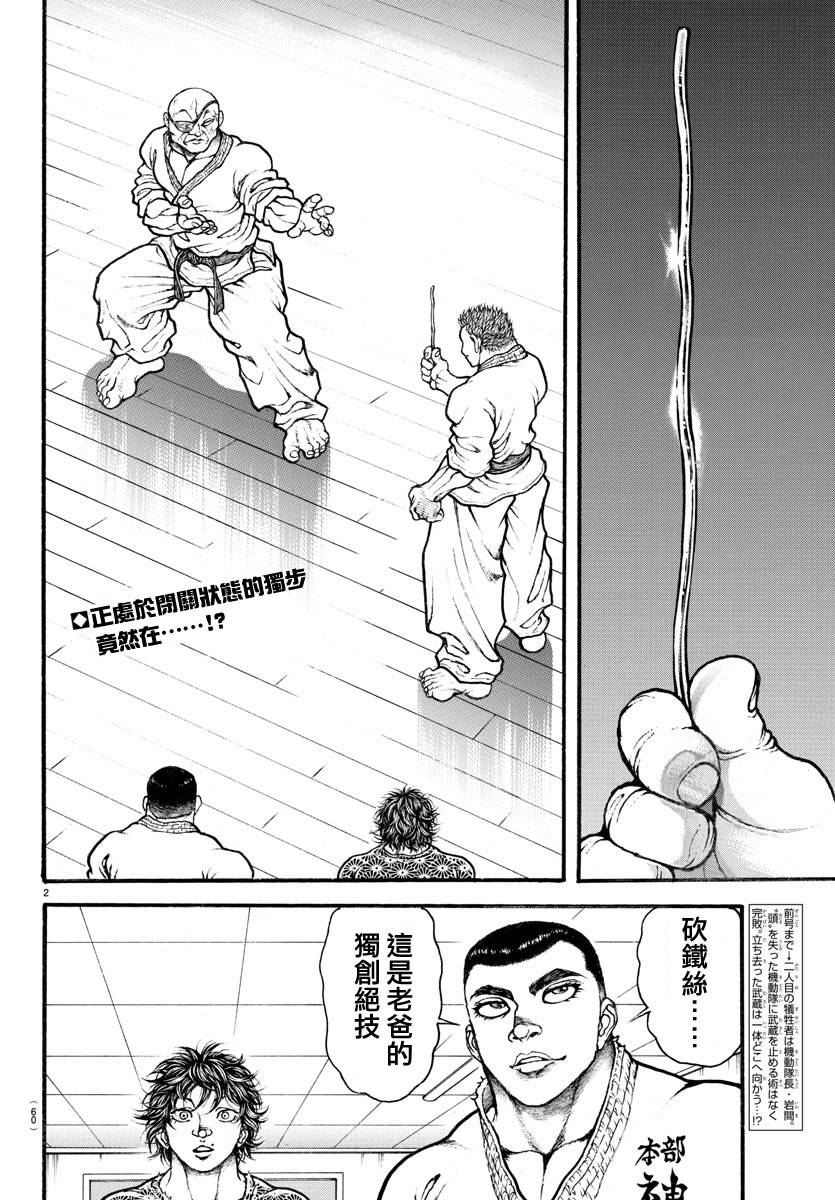 正處於閉關狀態的獨步
竟然在……!?
2
前号まで→二人目の犠牲者は機動隊長・岩間。
“頭”を失った機動隊に武蔵を止める術はなく
完敗。立ち去った武蔵は一体どこへ向かう…!?
砍鐵絲……
這是老爸的
獨創絕技
本部
神
(60)